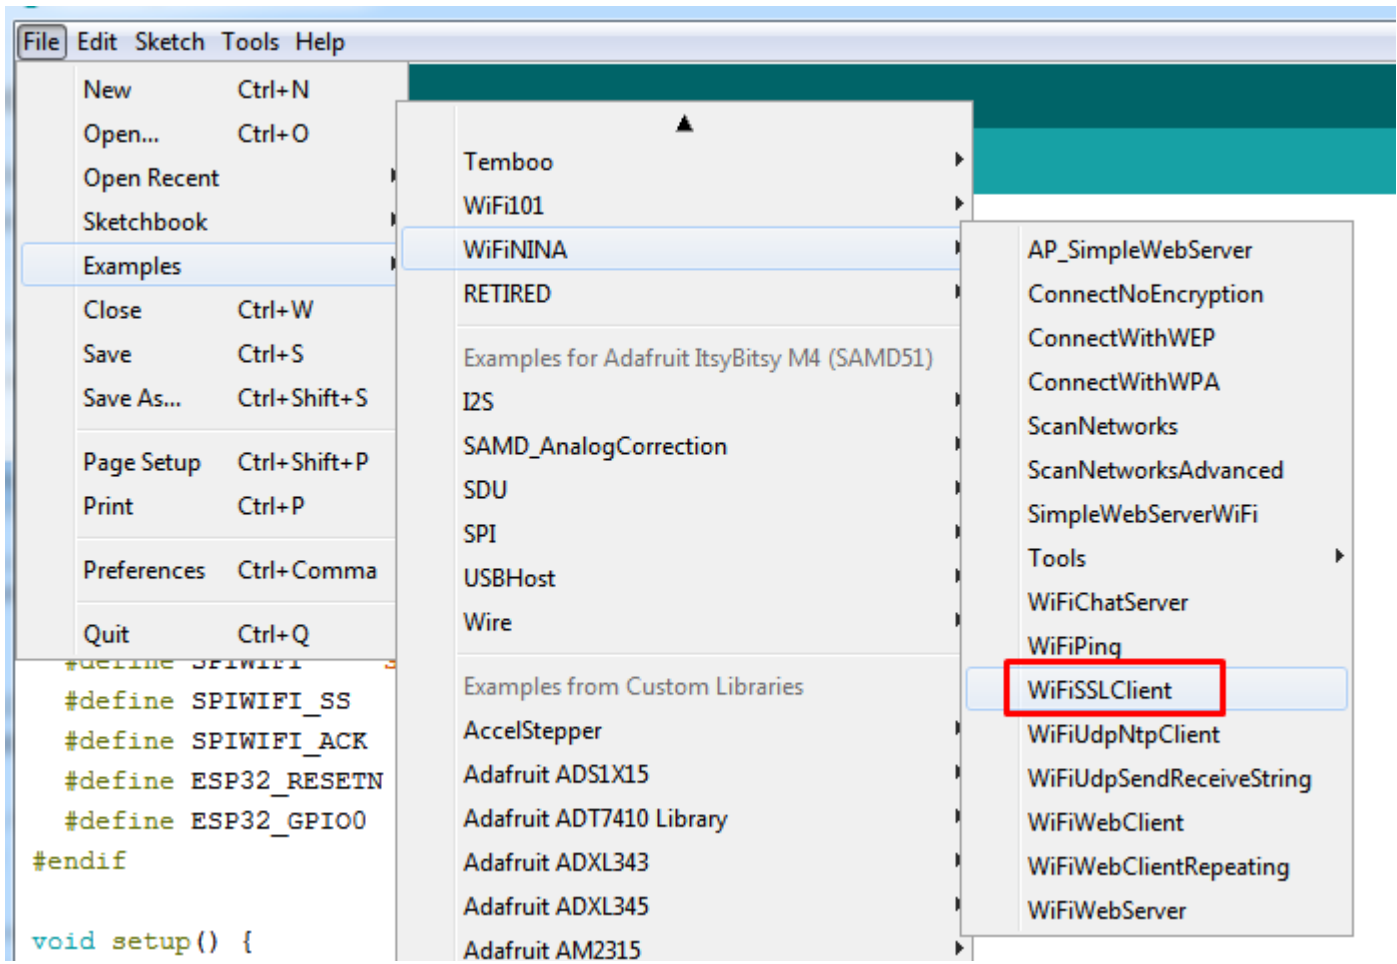 File Edit Sketch Tools Help
New Ctrl+N
Open... Ctrl+O
Open Recent
Sketchbook
Examples
Close Ctrl+W
Save Ctrl+S
Save As... Ctrl+Shift+S
Page Setup Ctrl+Shift+P
Print Ctrl+P
Preferences Ctrl+Comma
Quit Ctrl+Q
Temboo
WiFi101
WiFiNINA
RETIRED
Examples for Adafruit ItsyBitsy M4 (SAMD51)
I2S
SAMD_AnalogCorrection
SDU
SPI
USBHost
Wire
Examples from Custom Libraries
AccelStepper
Adafruit ADS1X15
Adafruit ADT7410 Library
Adafruit ADXL343
Adafruit ADXL345
Adafruit AM2315
AP_SimpleWebServer
ConnectNoEncryption
ConnectWithWEP
ConnectWithWPA
ScanNetworks
ScanNetworksAdvanced
SimpleWebServerWiFi
Tools
WiFiChatServer
WiFiPing
WiFiSSLClient
WiFiUdpNtpClient
WiFiUdpSendReceiveString
WiFiWebClient
WiFiWebClientRepeating
WiFiWebServer
#define SPIWIFI
#define SPIWIFI_SS
#define SPIWIFI_ACK
#define ESP32_RESETN
#define ESP32_GPIO0
#endif
void setup() {